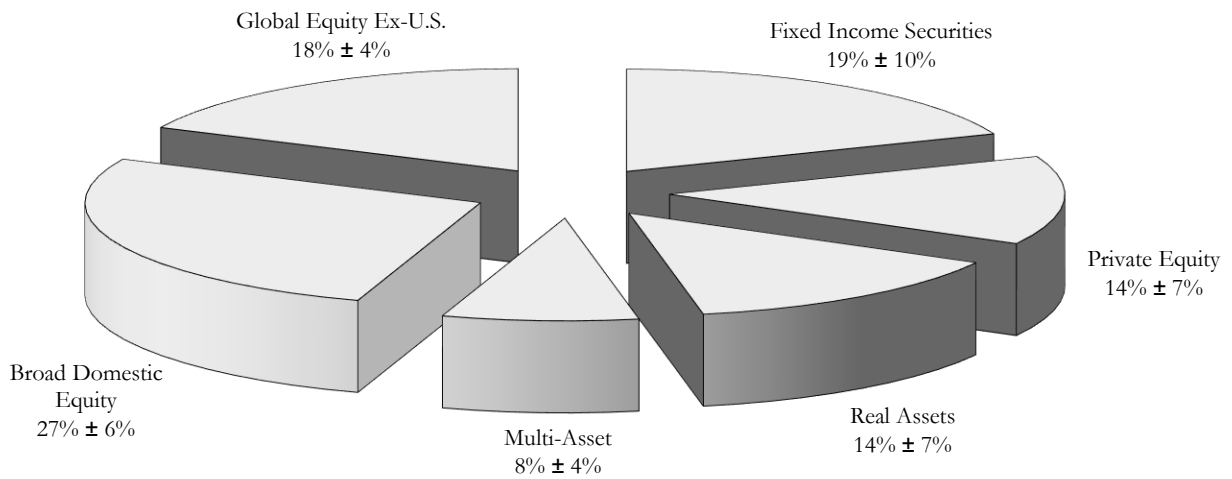 Global Equity Ex-U.S.
18% ± 4%
Fixed Income Securities
19% ± 10%
Private Equity
14% ± 7%
Broad Domestic
Equity
27% ± 6%
Real Assets
14% ± 7%
Multi-Asset
8% ± 4%